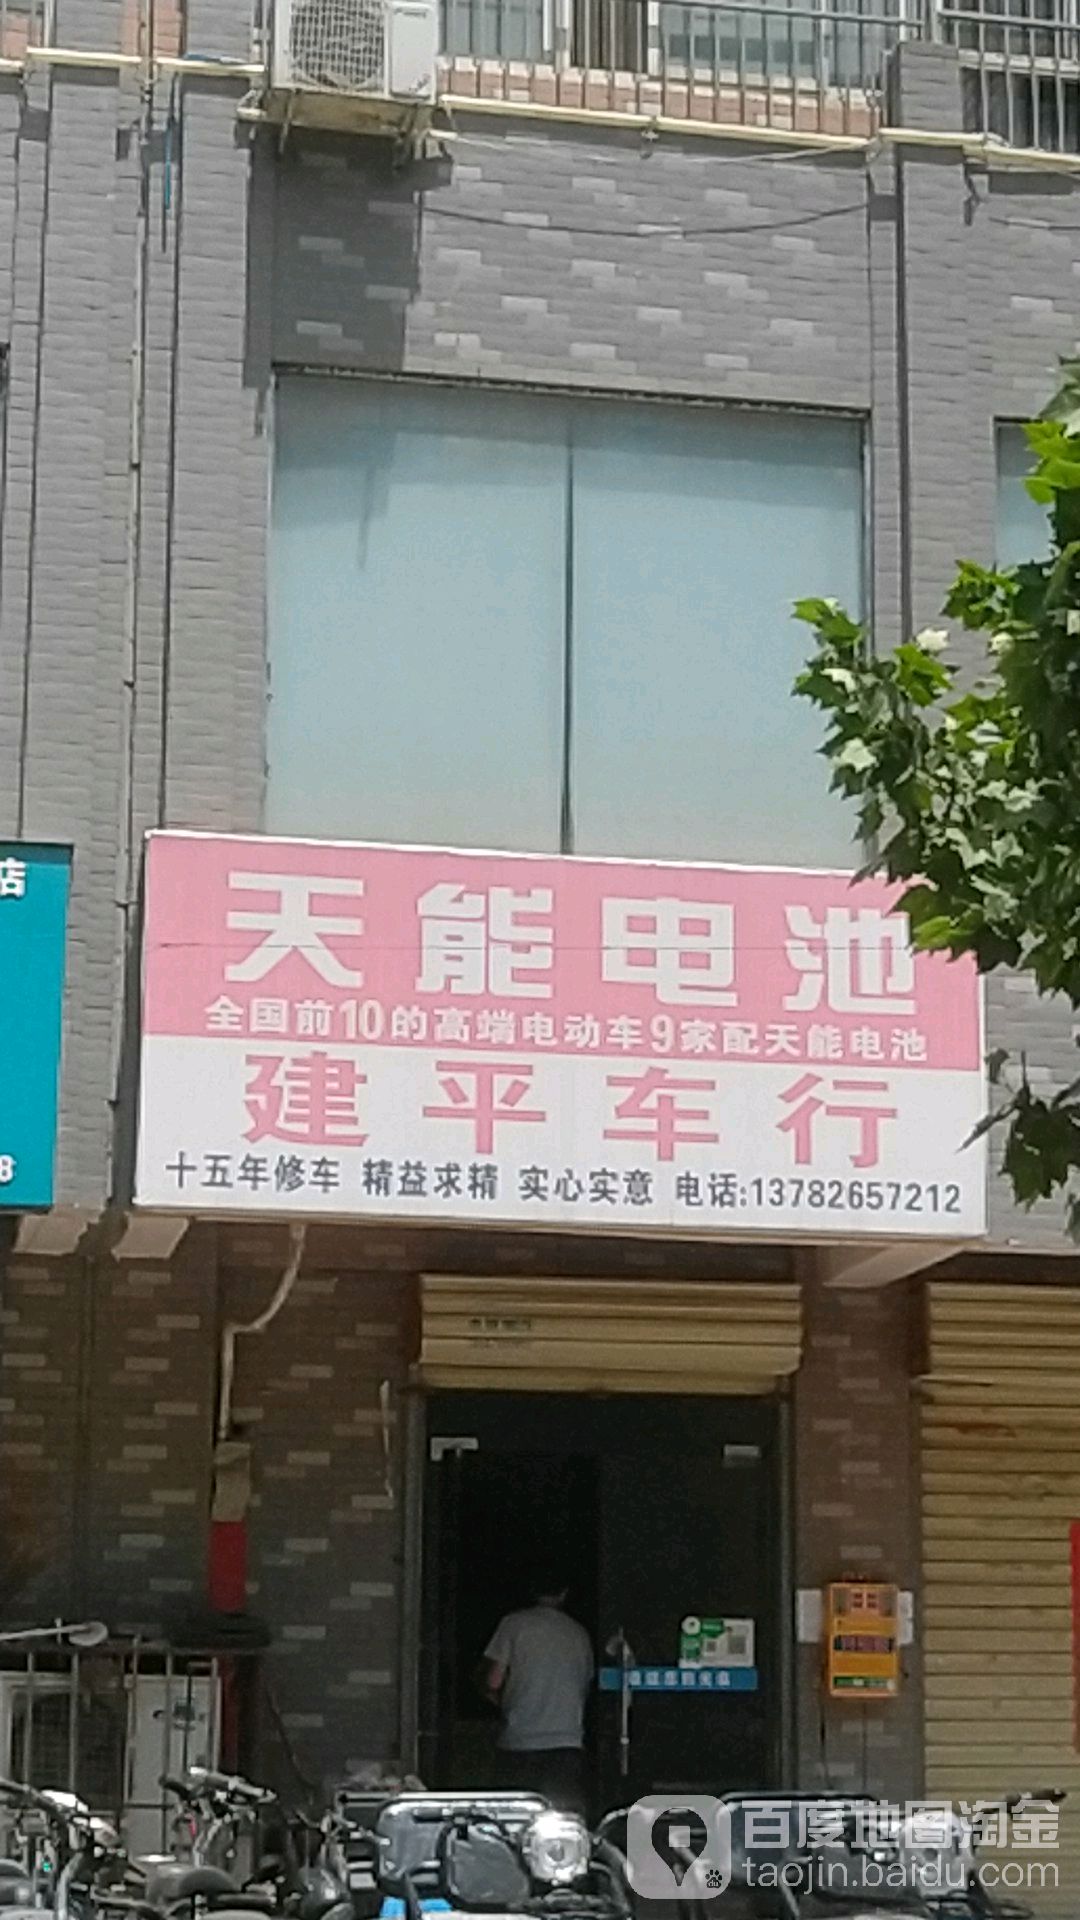 店
8
天能电池
全国前10的高端电动车9家配天能电池
建平车行
十五年修车 精益求精 实心实意 电话:13782657212
百度地图淘金
taojin.baidu.com